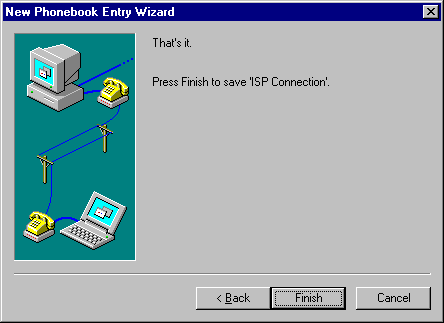 New Phonebook Entry Wizard
That's it.
Press Finish to save 'ISP Connection'.
< Back
Finish
Cancel